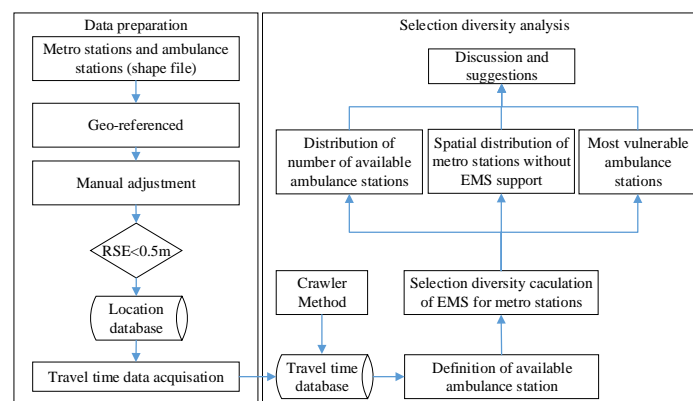 Data preparation
Metro stations and ambulance
stations (shape file)
Geo-referenced
Manual adjustment
RSE<0.5m
Location
database
Travel time data acquisation
Selection diversity analysis
Discussion and
suggestions
Distribution of
number of available
ambulance stations
Spatial distribution of
metro stations without
EMS support
Most vulnerable
ambulance
stations
Crawler
Method
Selection diversity caculation
of EMS for metro stations
Travel time
database
Definition of available
ambulance station